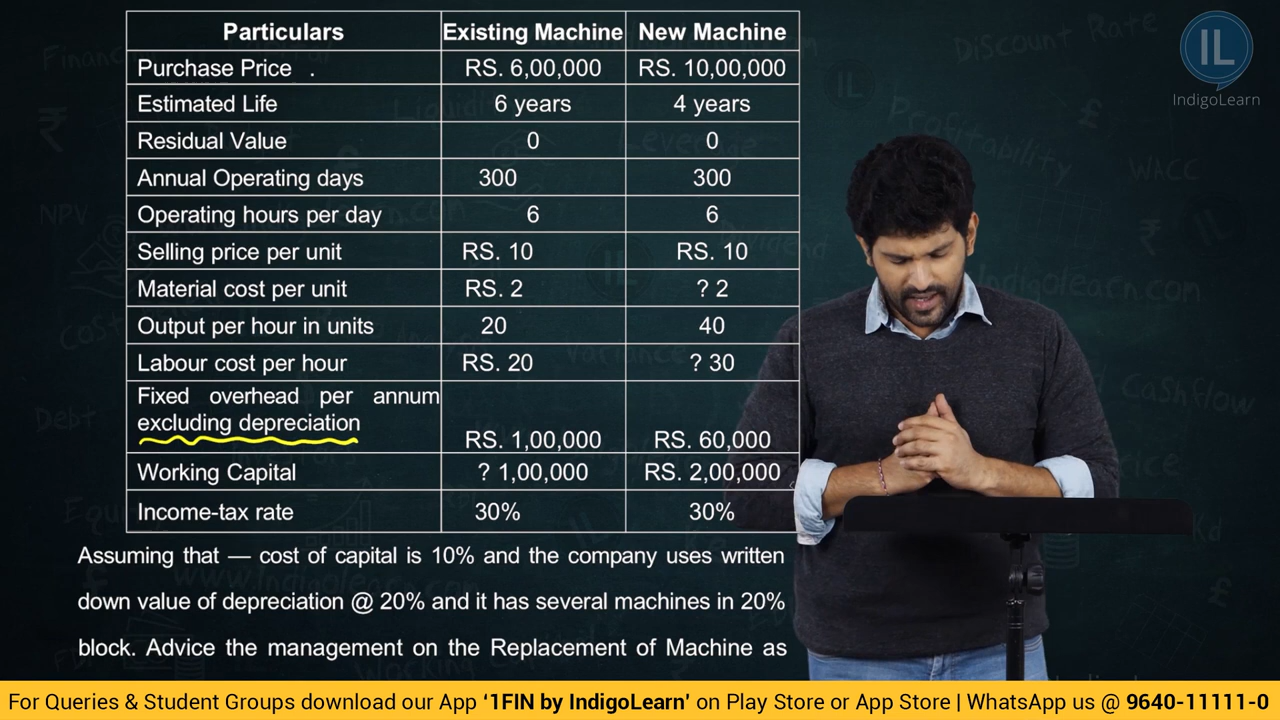 Particulars Existing Machine New Machine
Purchase Price . RS. 6,00,000 RS. 10,00,000
Estimated Life 6 years 4 years
Residual Value 0 0
Annual Operating days 300 300
Operating hours per day 6 6
Selling price per unit RS. 10 RS. 10
Material cost per unit RS. 2 ? 2
Output per hour in units 20 40
Labour cost per hour RS. 20 ? 30
Fixed overhead per annum
excluding depreciation RS. 1,00,000 RS. 60,000
Working Capital ? 1,00,000 RS. 2,00,000
Income-tax rate 30% 30%
Assuming that — cost of capital is 10% and the company uses written
down value of depreciation @ 20% and it has several machines in 20%
block. Advice the management on the Replacement of Machine as
IL
IndigoLearn
Discount Rate
Profitability
WACC
NPV
Debt
For Queries & Student Groups download our App ‘1FIN by IndigoLearn’ on Play Store or App Store | WhatsApp us @ 9640-11111-0